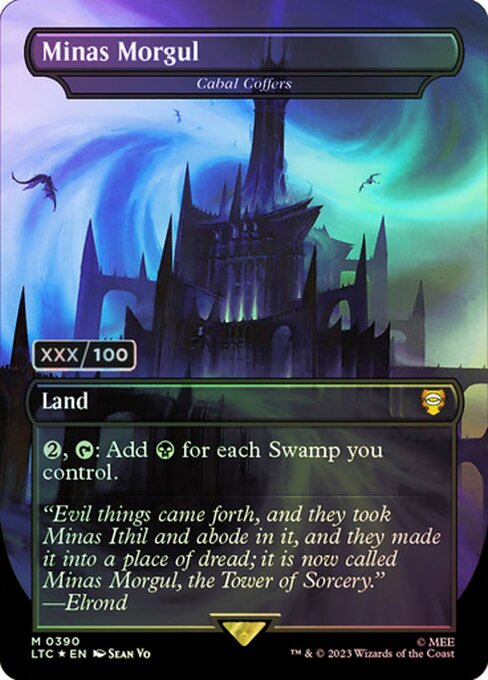 Minas Morgul
Cabal Coffers
XXX/100
Land
2, : Add for each Swamp you
control.
“Evil things came forth, and they took
Minas Ithil and abode in it, and they made
it into a place of dread; it is now called
Minas Morgul, the Tower of Sorcery.”
—Elrond
M 0390
LTC ★ EN Sean Vo
© MEE
™ & © 2023 Wizards of the Coast